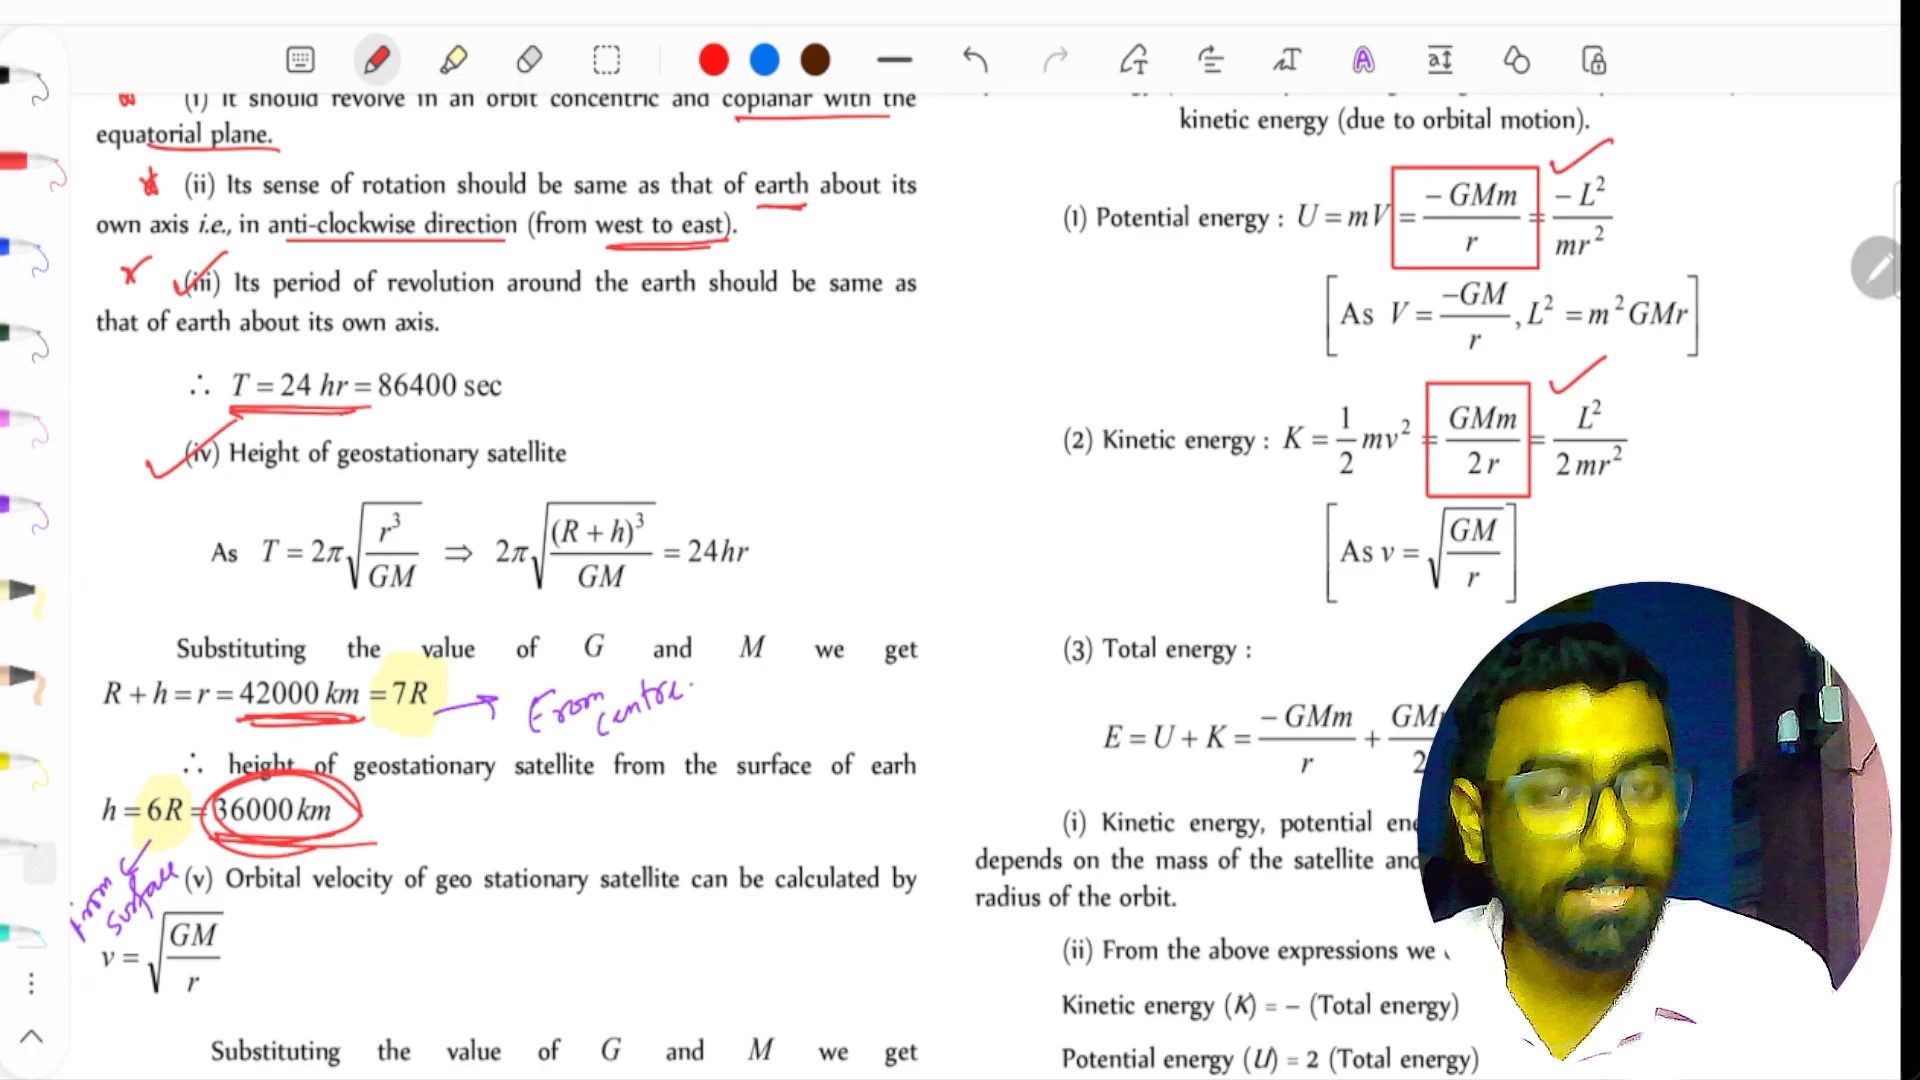 (i) It should revolve in an orbit concentric and coplanar with the
equatorial plane.
(ii) Its sense of rotation should be same as that of earth about its
own axis i.e., in anti-clockwise direction (from west to east).
(iii) Its period of revolution around the earth should be same as
that of earth about its own axis.
∴ T = 24 hr = 86400 sec
(iv) Height of geostationary satellite
As T = 2π√(r³/GM) ⇒ 2π√((R + h)³/GM) = 24hr
Substituting the value of G and M we get
R + h = r = 42000 km = 7R → From centre.
∴ height of geostationary satellite from the surface of earh
h = 6R = 36000 km
From surface
(v) Orbital velocity of geo stationary satellite can be calculated by
v = √(GM/r)
Substituting the value of G and M we get
kinetic energy (due to orbital motion).
(1) Potential energy : U = mV = −GMm/r = −L²/mr²
[As V = −GM/r, L² = m²GMr]
(2) Kinetic energy : K = 1/2 mv² = GMm/2r = L²/2mr²
[As v = √(GM/r)]
(3) Total energy :
E = U + K = −GMm/r +
(i) Kinetic energy, potential
depends on the mass of the satellite and
radius of the orbit.
(ii) From the above expressions we
Kinetic energy (K) = − (Total energy)
Potential energy (U) = 2 (Total energy)